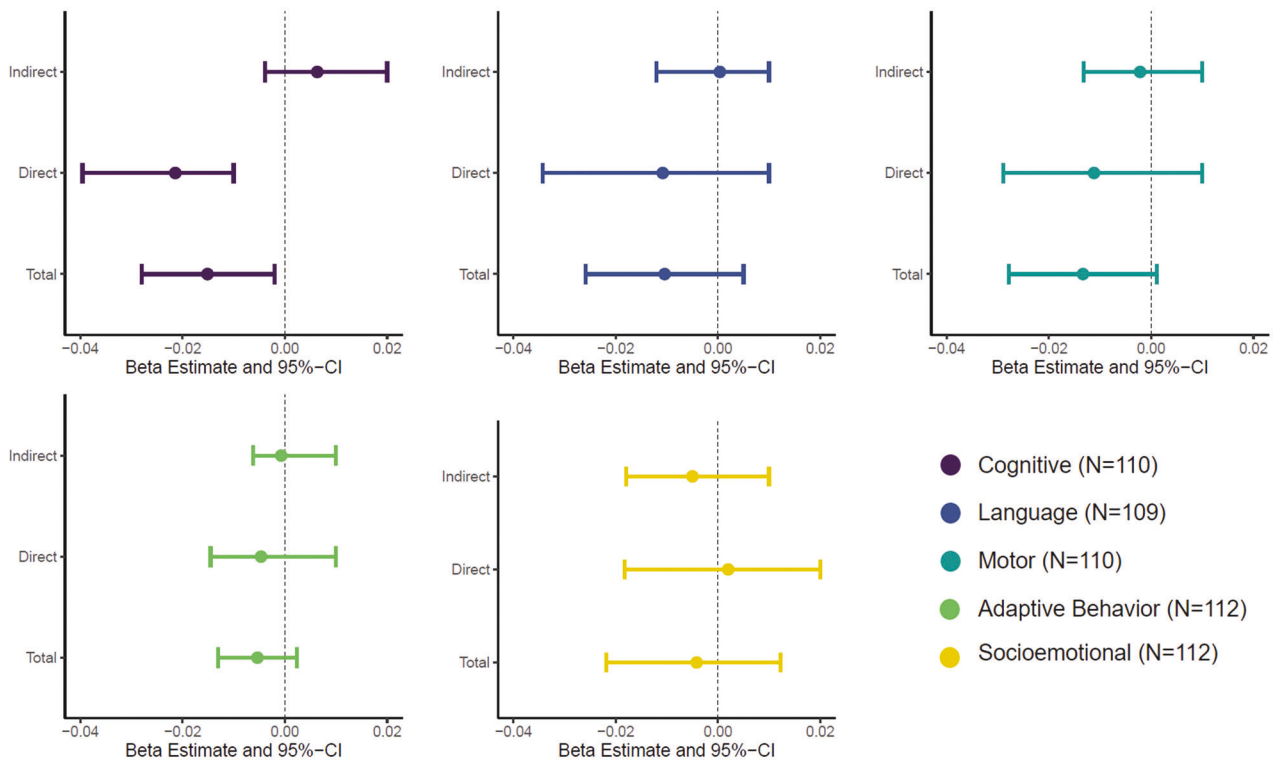 Indirect
Direct
Total
−0.04 −0.02 0.00 0.02
Beta Estimate and 95%−CI
Indirect
Direct
Total
−0.04 −0.02 0.00 0.02
Beta Estimate and 95%−CI
Indirect
Direct
Total
−0.04 −0.02 0.00 0.02
Beta Estimate and 95%−CI
Indirect
Direct
Total
−0.04 −0.02 0.00 0.02
Beta Estimate and 95%−CI
Indirect
Direct
Total
−0.04 −0.02 0.00 0.02
Beta Estimate and 95%−CI
Cognitive (N=110)
Language (N=109)
Motor (N=110)
Adaptive Behavior (N=112)
Socioemotional (N=112)